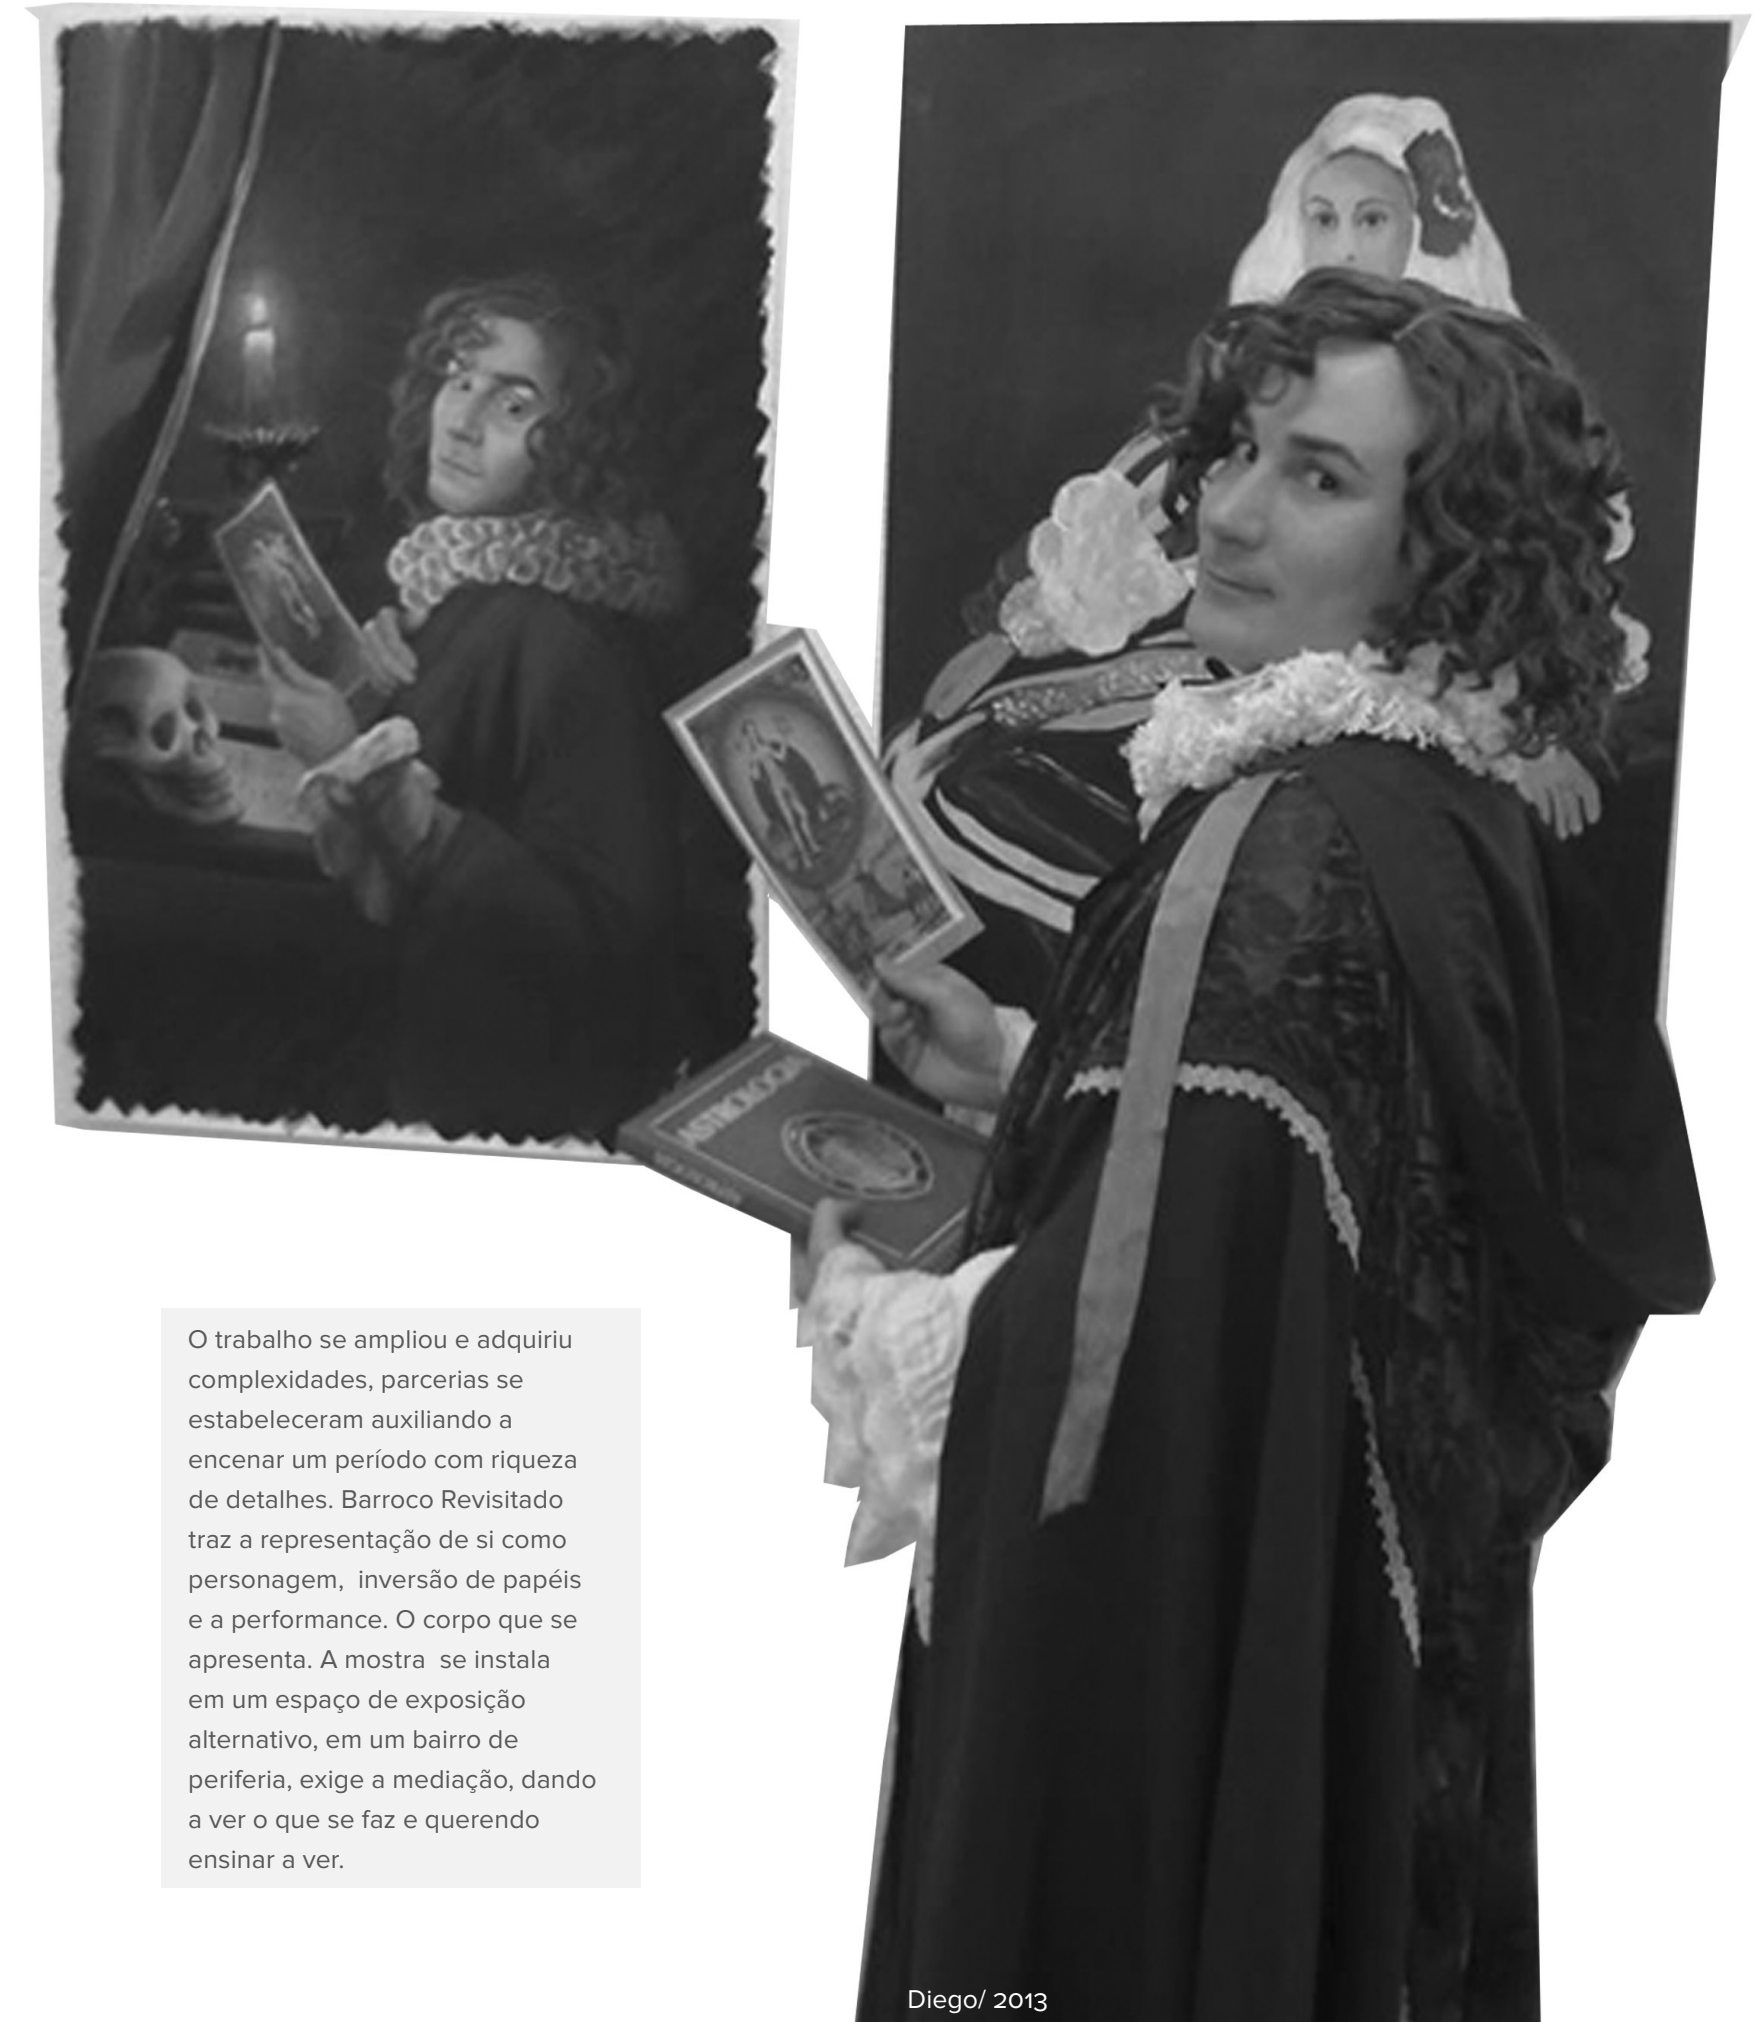 ASTROLOGIA
O trabalho se ampliou e adquiriu
complexidades, parcerias se
estabeleceram auxiliando a
encenar um período com riqueza
de detalhes. Barroco Revisitado
traz a representação de si como
personagem,  inversão de papéis
e a performance. O corpo que se
apresenta. A mostra  se instala
em um espaço de exposição
alternativo, em um bairro de
periferia, exige a mediação, dando
a ver o que se faz e querendo
ensinar a ver.
Diego/ 2013